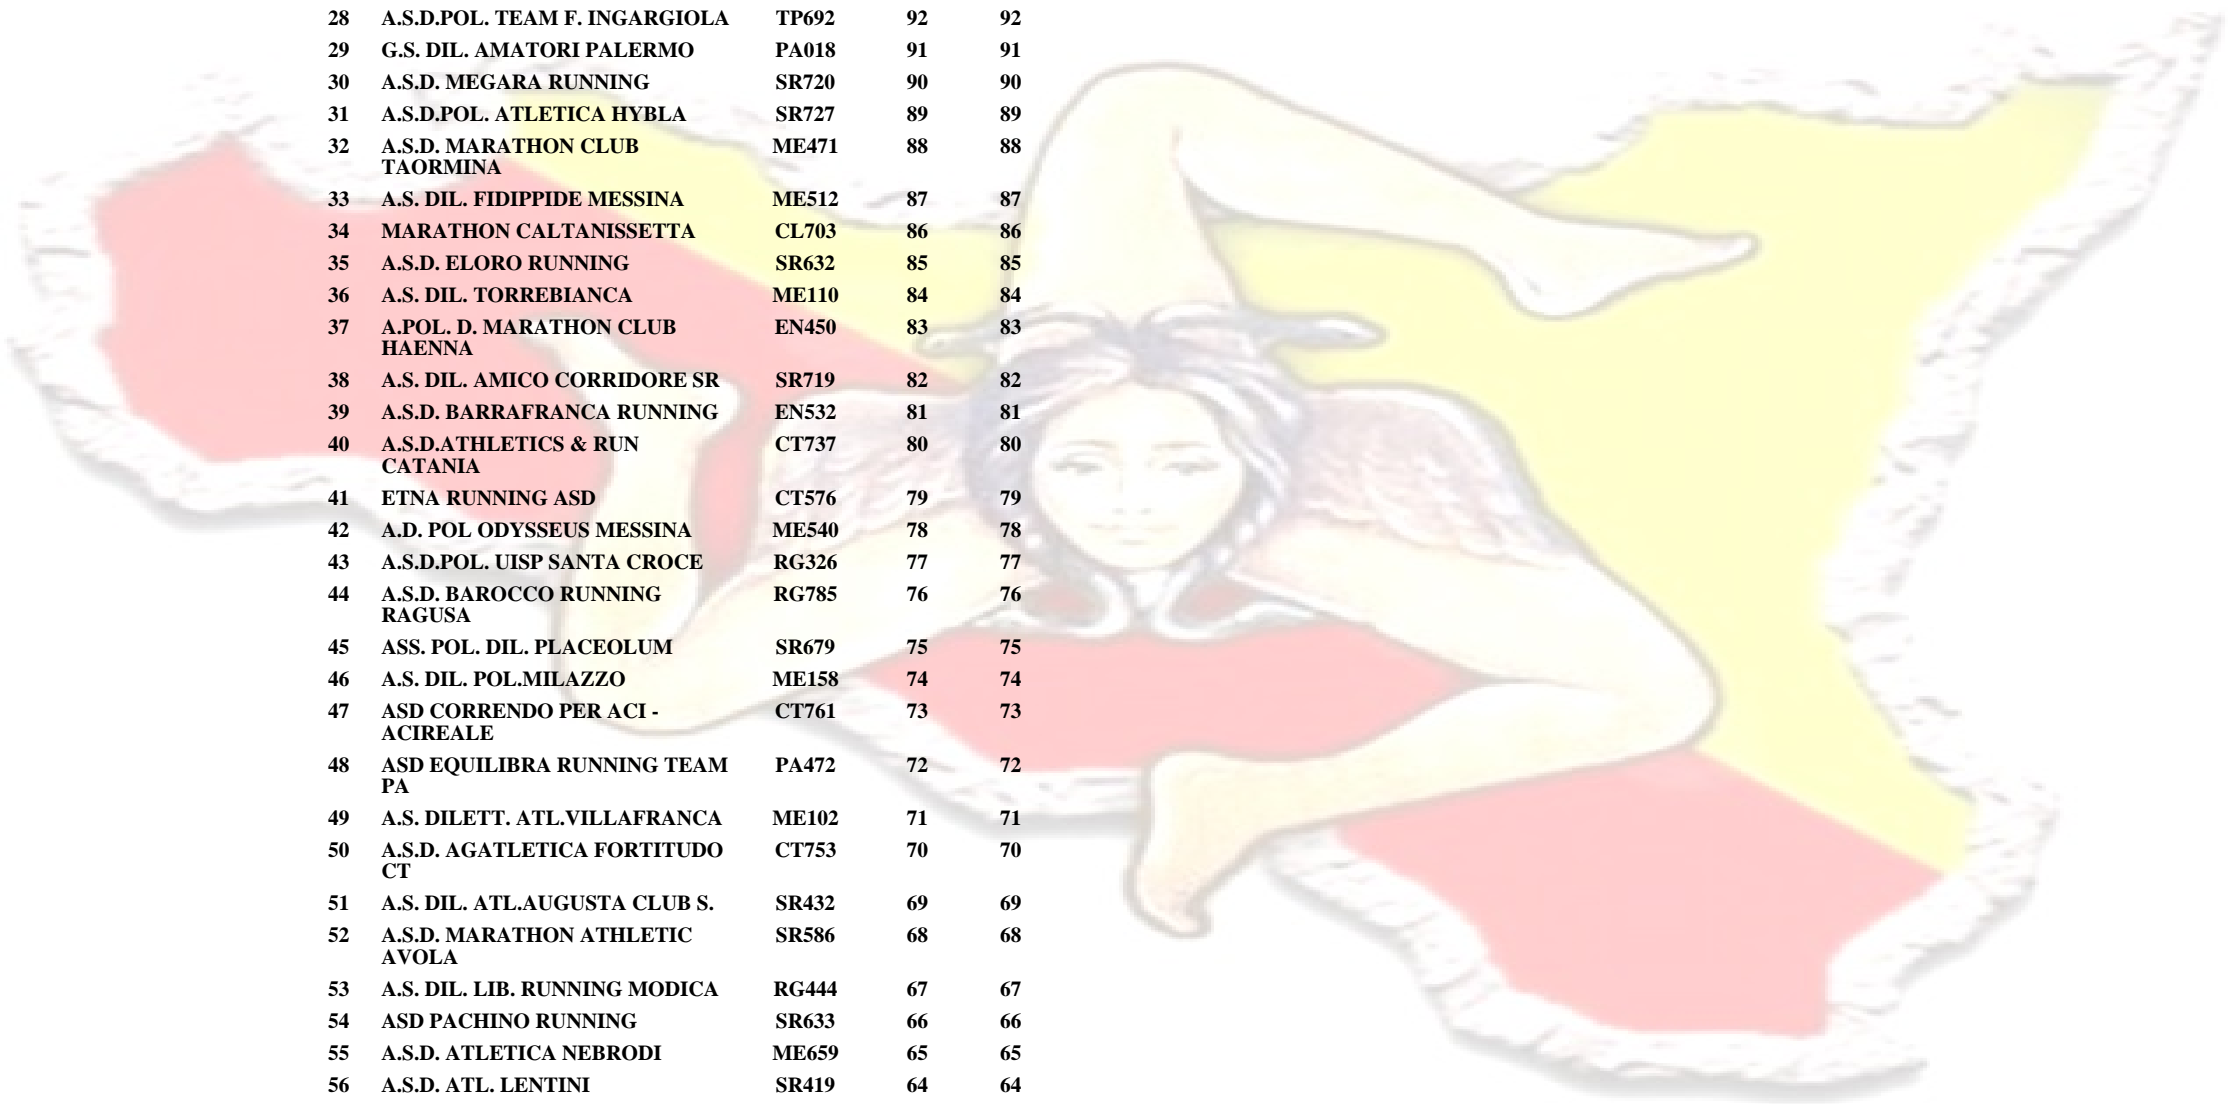 28 A.S.D.POL. TEAM F. INGARGIOLA TP692 92 92
29 G.S. DIL. AMATORI PALERMO PA018 91 91
30 A.S.D. MEGARA RUNNING SR720 90 90
31 A.S.D.POL. ATLETICA HYBLA SR727 89 89
32 A.S.D. MARATHON CLUB ME471 88 88
TAORMINA
33 A.S. DIL. FIDIPPIDE MESSINA ME512 87 87
34 MARATHON CALTANISSETTA CL703 86 86
35 A.S.D. ELORO RUNNING SR632 85 85
36 A.S. DIL. TORREBIANCA ME110 84 84
37 A.POL. D. MARATHON CLUB EN450 83 83
HAENNA
38 A.S. DIL. AMICO CORRIDORE SR SR719 82 82
39 A.S.D. BARRAFRANCA RUNNING EN532 81 81
40 A.S.D.ATHLETICS & RUN CT737 80 80
CATANIA
41 ETNA RUNNING ASD CT576 79 79
42 A.D. POL ODYSSEUS MESSINA ME540 78 78
43 A.S.D.POL. UISP SANTA CROCE RG326 77 77
44 A.S.D. BAROCCO RUNNING RG785 76 76
RAGUSA
45 ASS. POL. DIL. PLACEOLUM SR679 75 75
46 A.S. DIL. POL.MILAZZO ME158 74 74
47 ASD CORRENDO PER ACI - CT761 73 73
ACIREALE
48 ASD EQUILIBRA RUNNING TEAM PA472 72 72
PA
49 A.S. DILETT. ATL.VILLAFRANCA ME102 71 71
50 A.S.D. AGATLETICA FORTITUDO CT753 70 70
CT
51 A.S. DIL. ATL.AUGUSTA CLUB S. SR432 69 69
52 A.S.D. MARATHON ATHLETIC SR586 68 68
AVOLA
53 A.S. DIL. LIB. RUNNING MODICA RG444 67 67
54 ASD PACHINO RUNNING SR633 66 66
55 A.S.D. ATLETICA NEBRODI ME659 65 65
56 A.S.D. ATL. LENTINI SR419 64 64